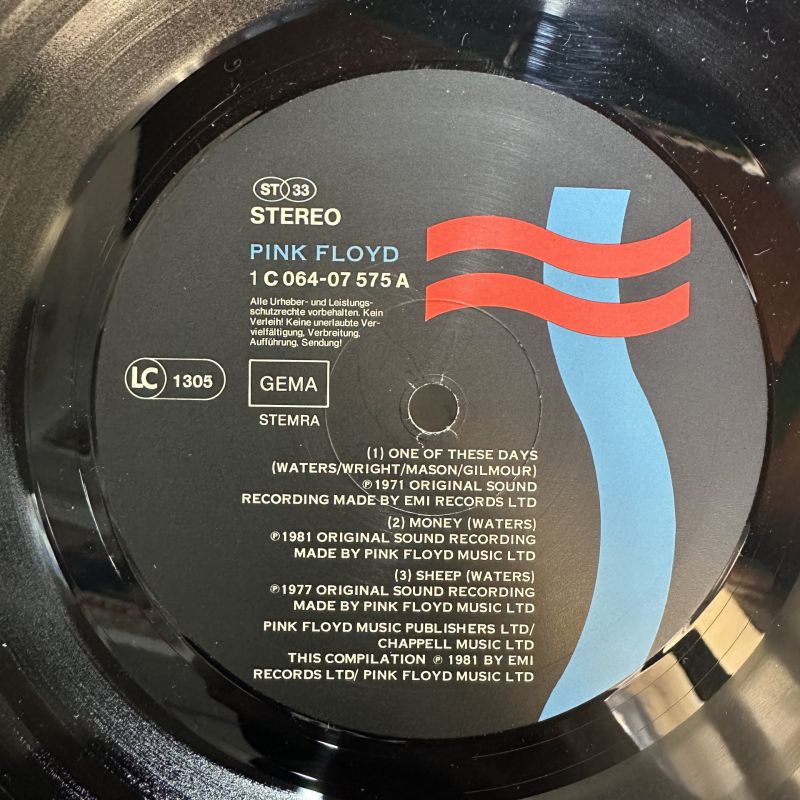 ST 33
STEREO
PINK FLOYD
1 C 064-07 575 A
Alle Urheber- und Leistungs-
schutzrechte vorbehalten. Kein
Verleih! Keine unerlaubte Ver-
vielfältigung, Verbreitung,
Aufführung, Sendung!
LC 1305
GEMA
STEMRA
(1) ONE OF THESE DAYS
(WATERS/WRIGHT/MASON/GILMOUR)
℗1971 ORIGINAL SOUND
RECORDING MADE BY EMI RECORDS LTD
(2) MONEY (WATERS)
℗1981 ORIGINAL SOUND RECORDING
MADE BY PINK FLOYD MUSIC LTD
(3) SHEEP (WATERS)
℗1977 ORIGINAL SOUND RECORDING
MADE BY PINK FLOYD MUSIC LTD
PINK FLOYD MUSIC PUBLISHERS LTD/
CHAPPELL MUSIC LTD
THIS COMPILATION ℗ 1981 BY EMI
RECORDS LTD/ PINK FLOYD MUSIC LTD